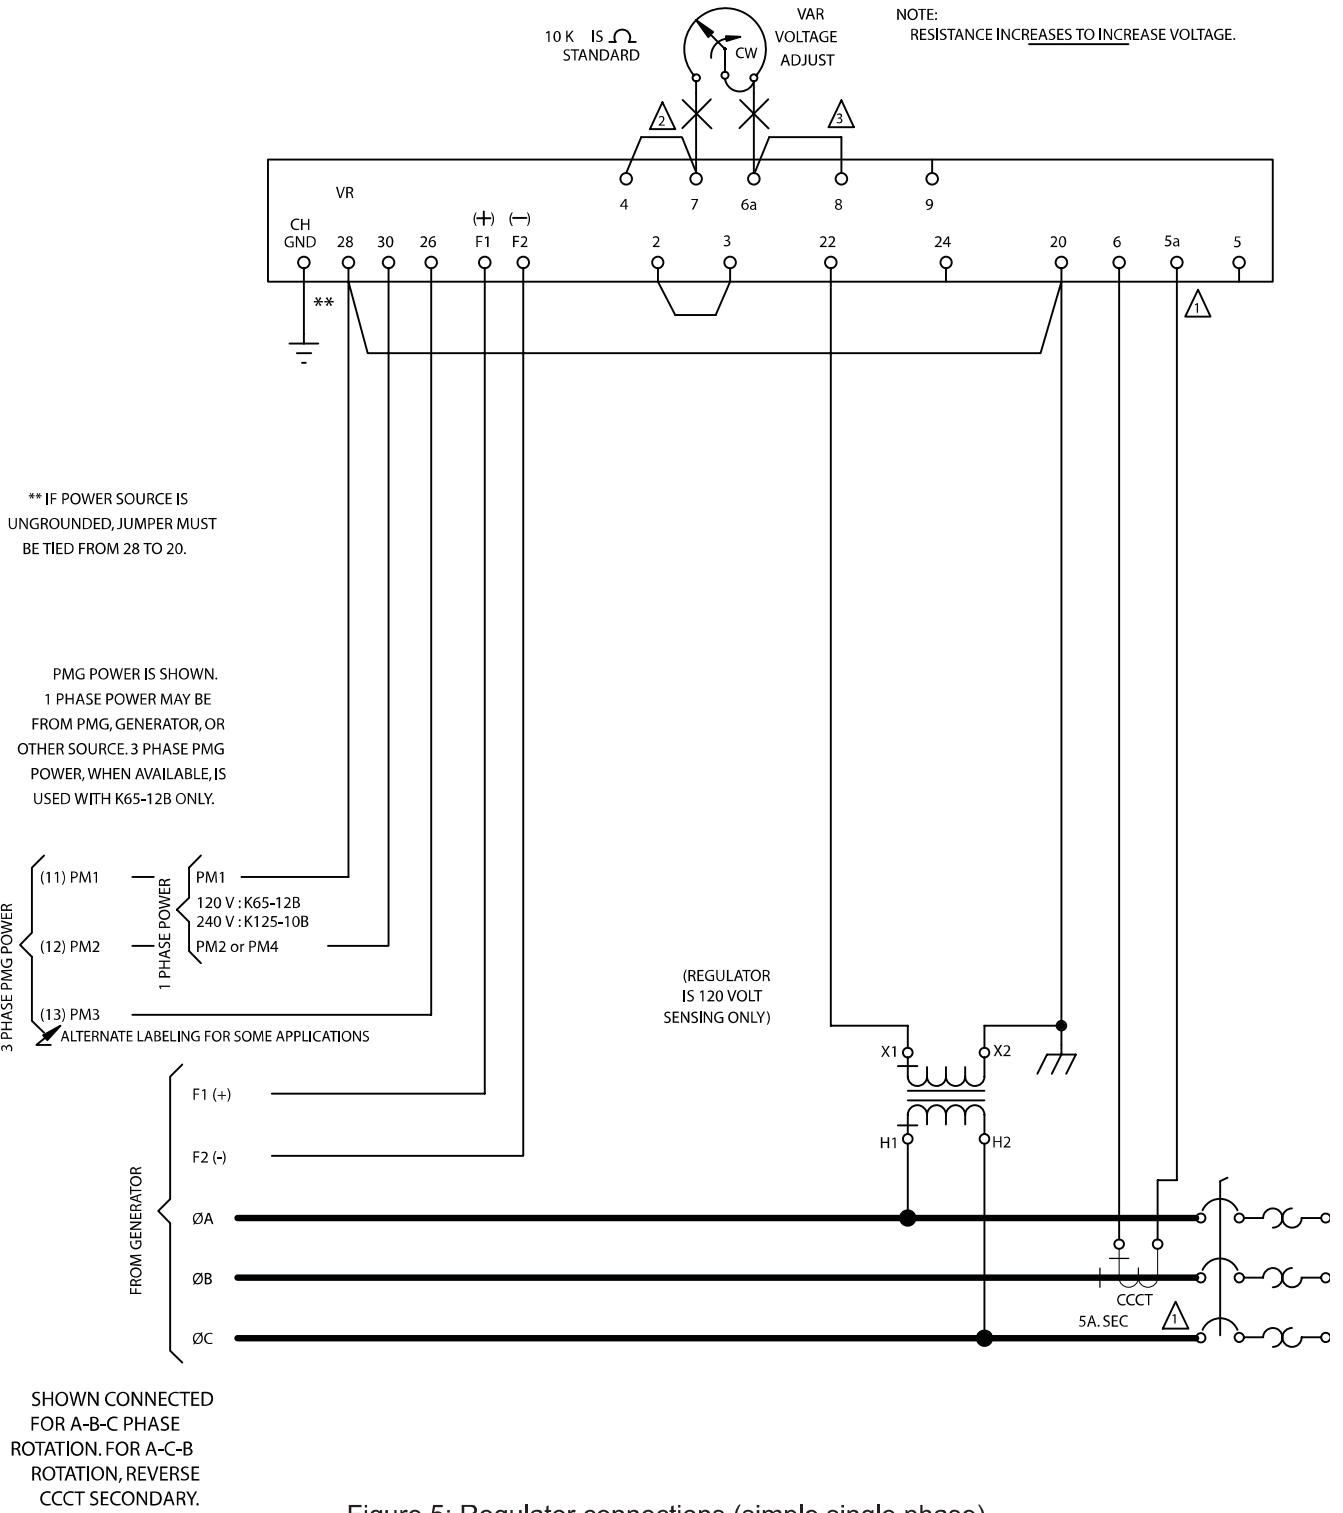 10 K IS Ω
STANDARD
VAR
VOLTAGE
ADJUST
NOTE:
RESISTANCE INCREASES TO INCREASE VOLTAGE.
CW
2
3
VR
4
7
6a
8
9
CH
GND
28
30
26
(+)
F1
(—)
F2
2
3
22
24
20
6
5a
5
**
1
** IF POWER SOURCE IS
UNGROUNDED, JUMPER MUST
BE TIED FROM 28 TO 20.
PMG POWER IS SHOWN.
1 PHASE POWER MAY BE
FROM PMG, GENERATOR, OR
OTHER SOURCE. 3 PHASE PMG
POWER, WHEN AVAILABLE, IS
USED WITH K65-12B ONLY.
3 PHASE PMG POWER
(11) PM1
(12) PM2
(13) PM3
1 PHASE POWER
PM1
120 V : K65-12B
240 V : K125-10B
PM2 or PM4
ALTERNATE LABELING FOR SOME APPLICATIONS
(REGULATOR
IS 120 VOLT
SENSING ONLY)
X1
X2
H1
H2
FROM GENERATOR
F1 (+)
F2 (-)
ØA
ØB
ØC
CCCT
5A. SEC
1
SHOWN CONNECTED
FOR A-B-C PHASE
ROTATION. FOR A-C-B
ROTATION, REVERSE
CCCT SECONDARY.
Figure 5: Regulator connections (simple single phase)